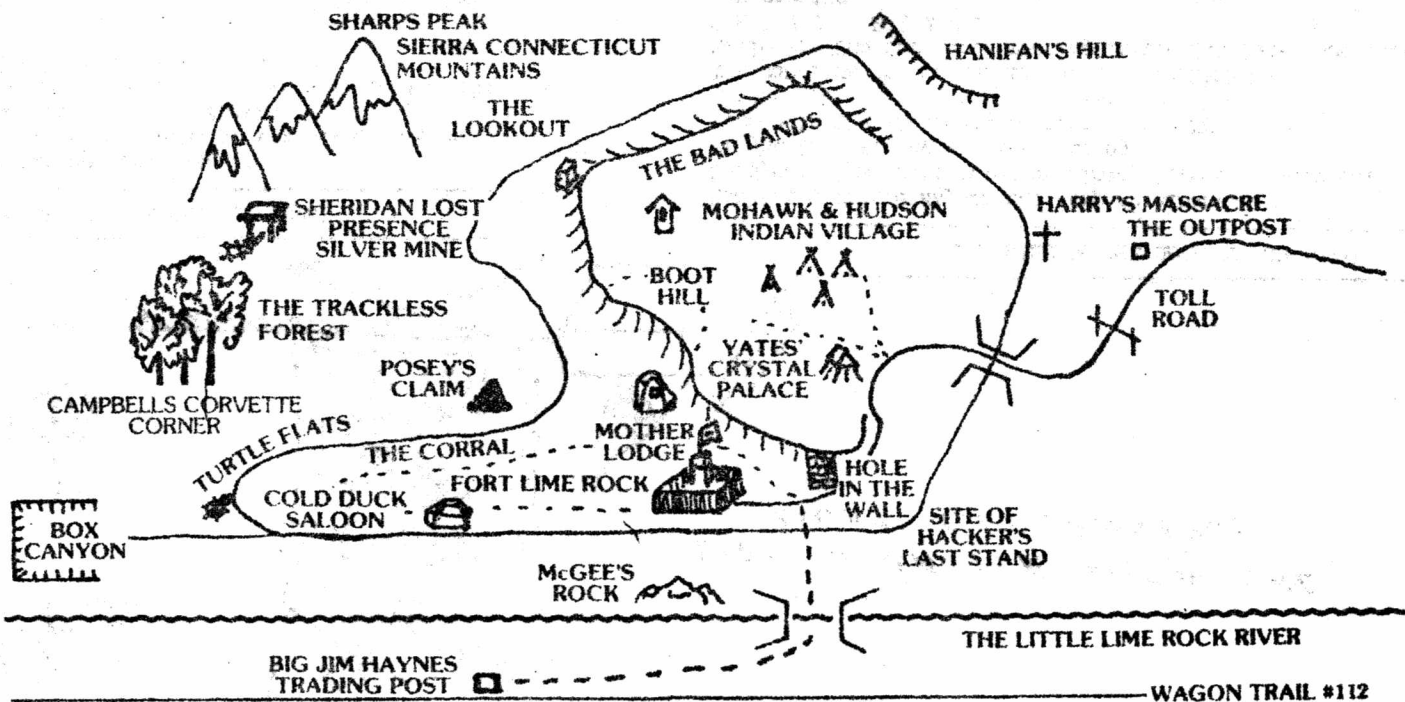 SHARPS PEAK
SIERRA CONNECTICUT
MOUNTAINS
HANIFAN'S HILL
THE
LOOKOUT
THE BAD LANDS
SHERIDAN LOST
PRESENCE
SILVER MINE
MOHAWK & HUDSON
INDIAN VILLAGE
HARRY'S MASSACRE
THE OUTPOST
BOOT
HILL
TOLL
ROAD
THE TRACKLESS
FOREST
POSEY'S
CLAIM
YATES'
CRYSTAL
PALACE
CAMPBELLS CORVETTE
CORNER
TURTLE FLATS
THE CORRAL
MOTHER
LODGE
FORT LIME ROCK
HOLE
IN THE
WALL
COLD DUCK
SALOON
BOX
CANYON
SITE OF
HACKER'S
LAST STAND
McGEE'S
ROCK
THE LITTLE LIME ROCK RIVER
BIG JIM HAYNES
TRADING POST
WAGON TRAIL #112